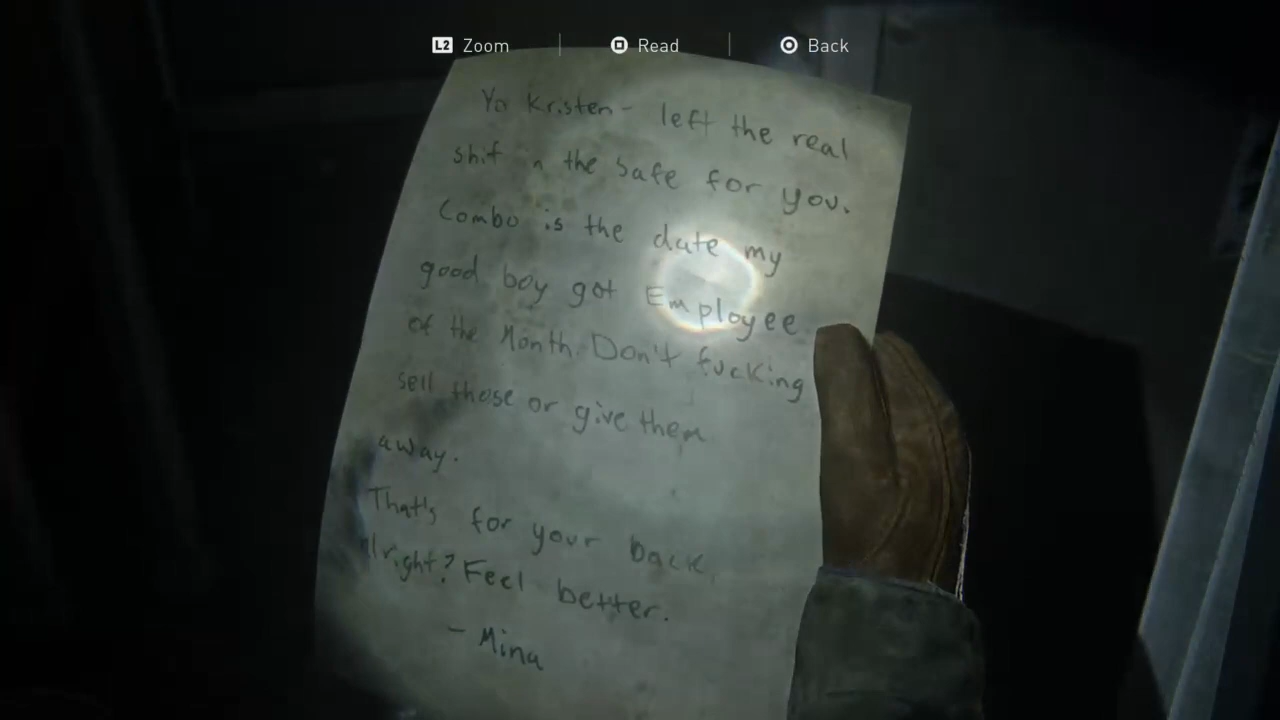 L2 Zoom | Read | Back
Yo Kristen - left the real
shit n the safe for you.
Combo is the date my
good boy got Employee
of the Month. Don't fucking
sell those or give them
away.
That's for your back,
lright? Feel better.
- Mina